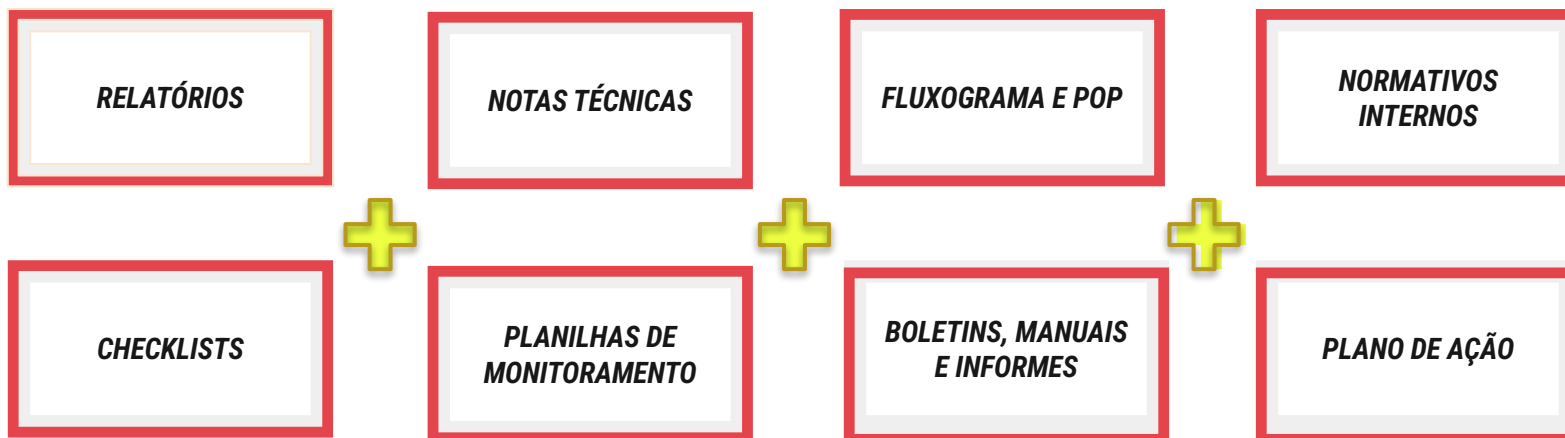 RELATÓRIOS
NOTAS TÉCNICAS
FLUXOGRAMA E POP
NORMATIVOS
INTERNOS
CHECKLISTS
PLANILHAS DE
MONITORAMENTO
BOLETINS, MANUAIS
E INFORMES
PLANO DE AÇÃO